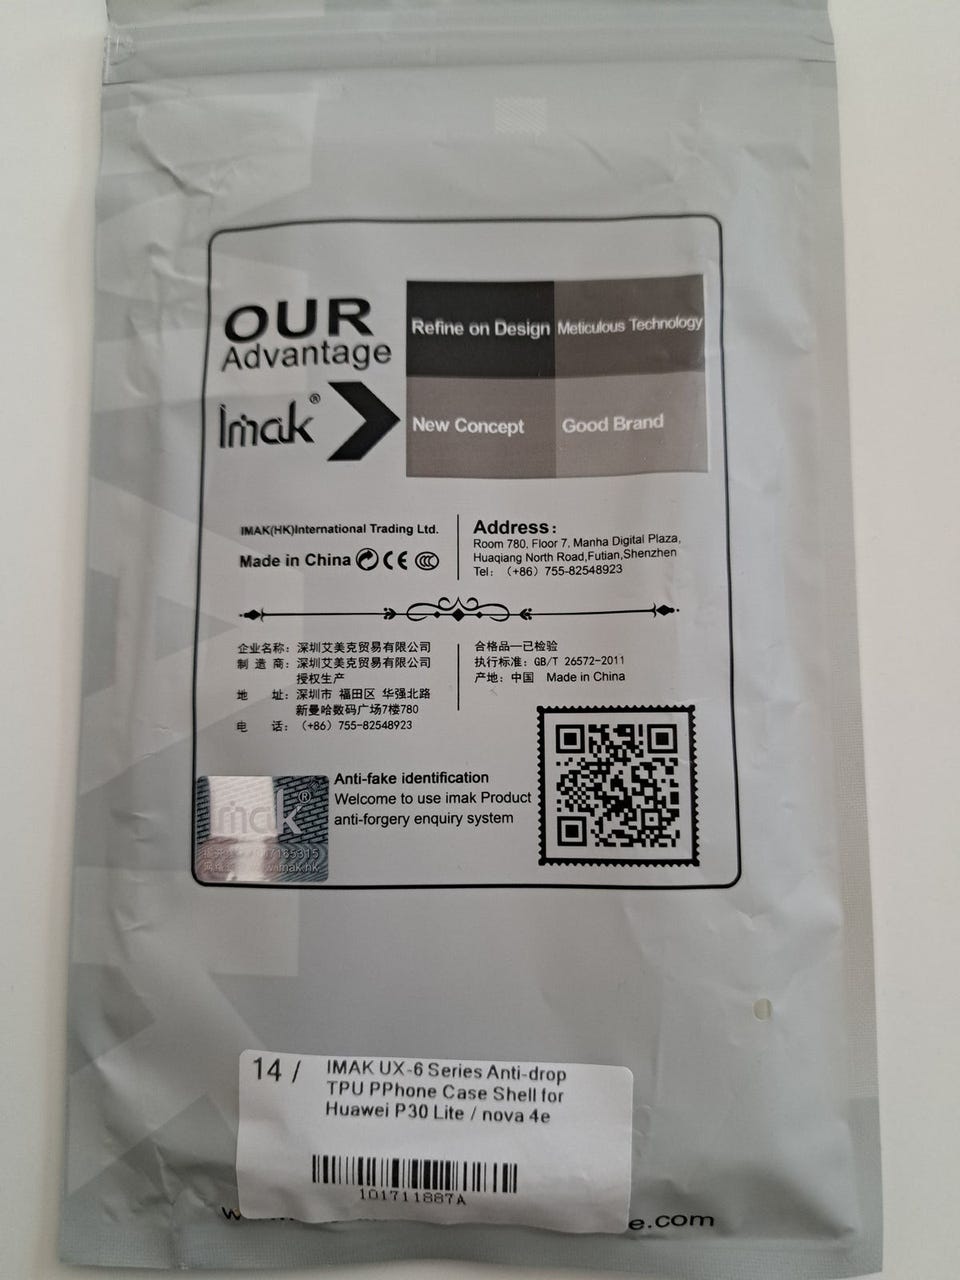 OUR
Advantage
Imak®
Refine on Design
Meticulous Technology
New Concept
Good Brand
IMAK(HK)International Trading Ltd.
Made in China CE CCC
Address:
Room 780, Floor 7, Manha Digital Plaza,
Huaqiang North Road,Futian,Shenzhen
Tel: (+86) 755-82548923
企业名称: 深圳艾美克贸易有限公司
制 造 商: 深圳艾美克贸易有限公司
授权生产
地 址: 深圳市 福田区 华强北路
新曼哈数码广场7楼780
电 话: (+86) 755-82548923
合格品一已检验
执行标准: GB/T 26572-2011
产地: 中国 Made in China
imak®
Anti-fake identification
Welcome to use imak Product
anti-forgery enquiry system
14 /
IMAK UX-6 Series Anti-drop
TPU PPhone Case Shell for
Huawei P30 Lite / nova 4e
101711887A
e.com